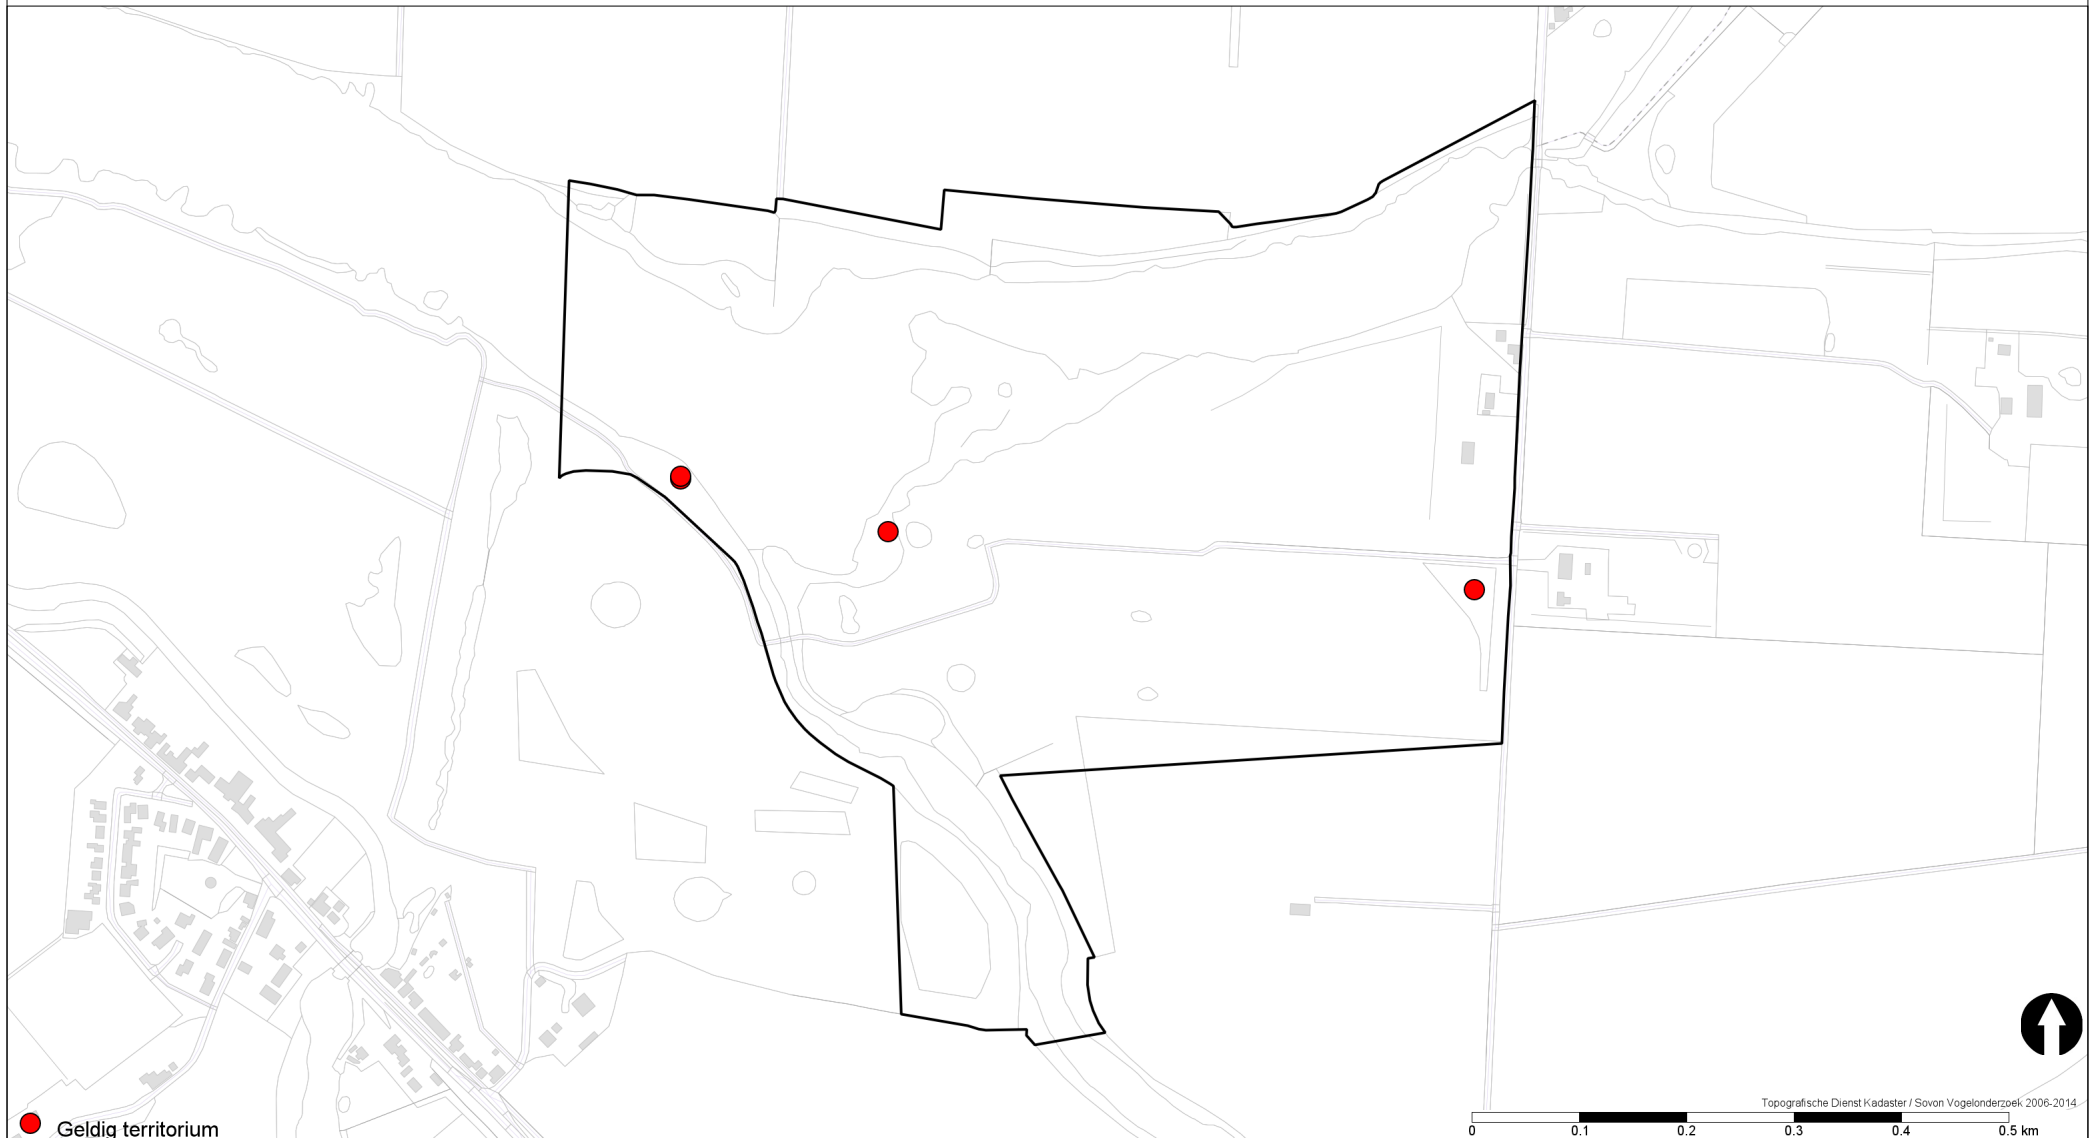 Topografische Dienst Kadaster / Sovon Vogelonderzoek 2006-2014
0 0.1 0.2 0.3 0.4 0.5 km
Geldig territorium